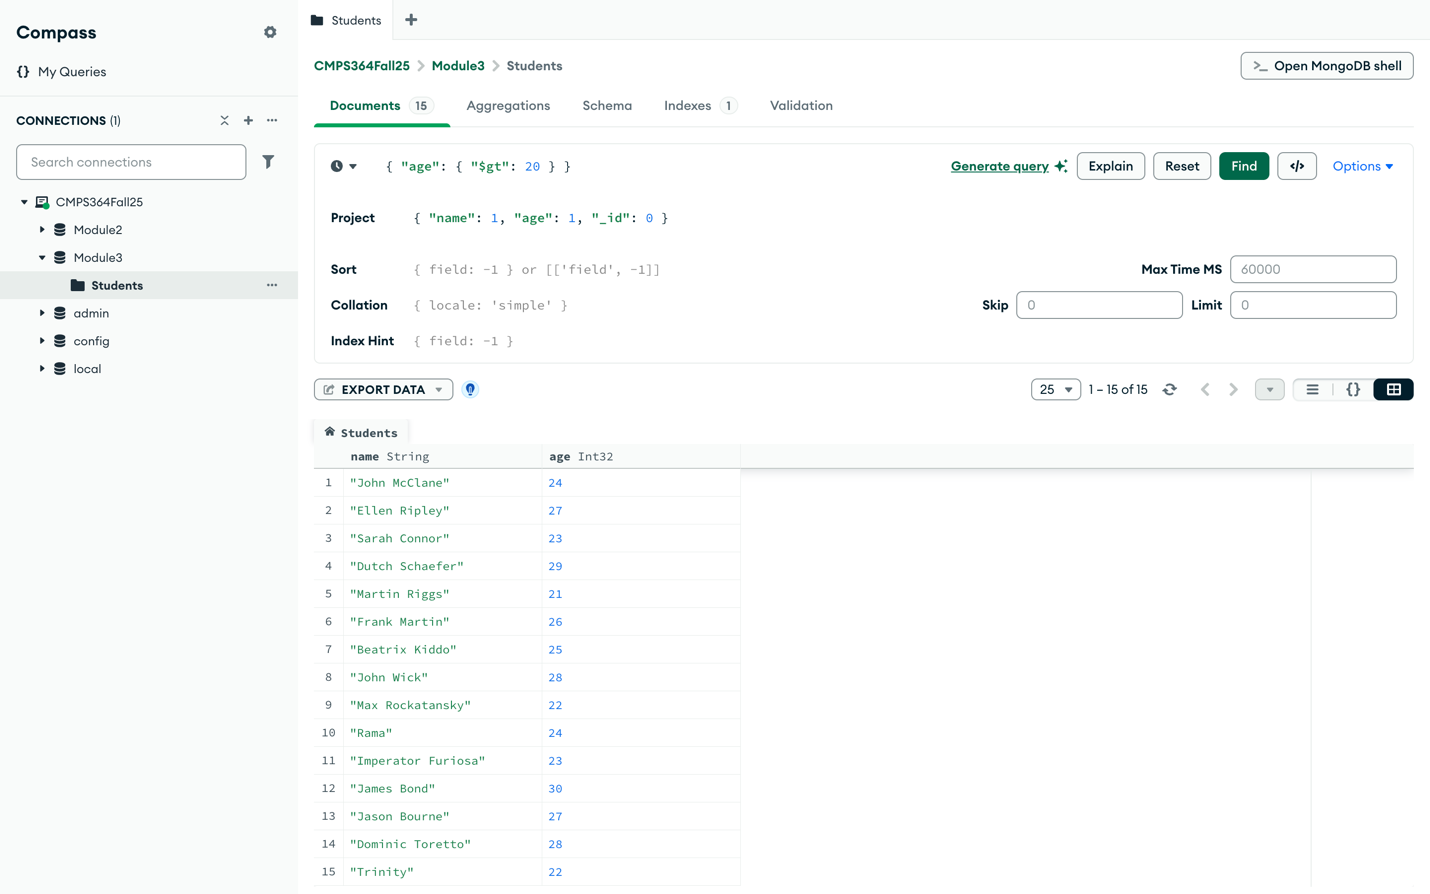 Compass
My Queries
CONNECTIONS (1)
Search connections
CMPS364Fall25
Module2
Module3
Students
admin
config
local
Students
CMPS364Fall25 > Module3 > Students
>_ Open MongoDB shell
Documents 15 Aggregations Schema Indexes 1 Validation
{ "age": { "$gt": 20 } }
Generate query Explain Reset Find </> Options
Project { "name": 1, "age": 1, "_id": 0 }
Sort { field: -1 } or [['field', -1]] Max Time MS 60000
Collation { locale: 'simple' } Skip 0 Limit 0
Index Hint { field: -1 }
EXPORT DATA 25 1 – 15 of 15 {}
Students
name String age Int32
1 "John McClane" 24
2 "Ellen Ripley" 27
3 "Sarah Connor" 23
4 "Dutch Schaefer" 29
5 "Martin Riggs" 21
6 "Frank Martin" 26
7 "Beatrix Kiddo" 25
8 "John Wick" 28
9 "Max Rockatansky" 22
10 "Rama" 24
11 "Imperator Furiosa" 23
12 "James Bond" 30
13 "Jason Bourne" 27
14 "Dominic Toretto" 28
15 "Trinity" 22